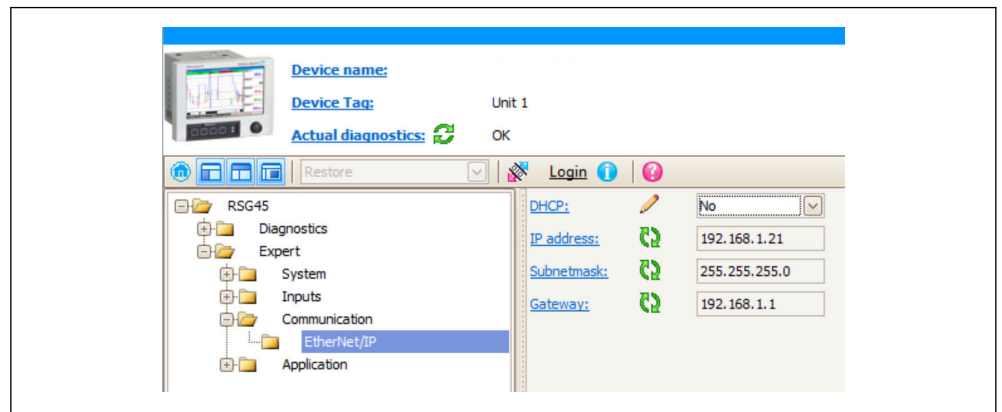 Device name:
Device Tag: Unit 1
Actual diagnostics: OK
Restore Login
RSG45
Diagnostics
Expert
System
Inputs
Communication
EtherNet/IP
Application
DHCP: No
IP address: 192.168.1.21
Subnetmask: 255.255.255.0
Gateway: 192.168.1.1